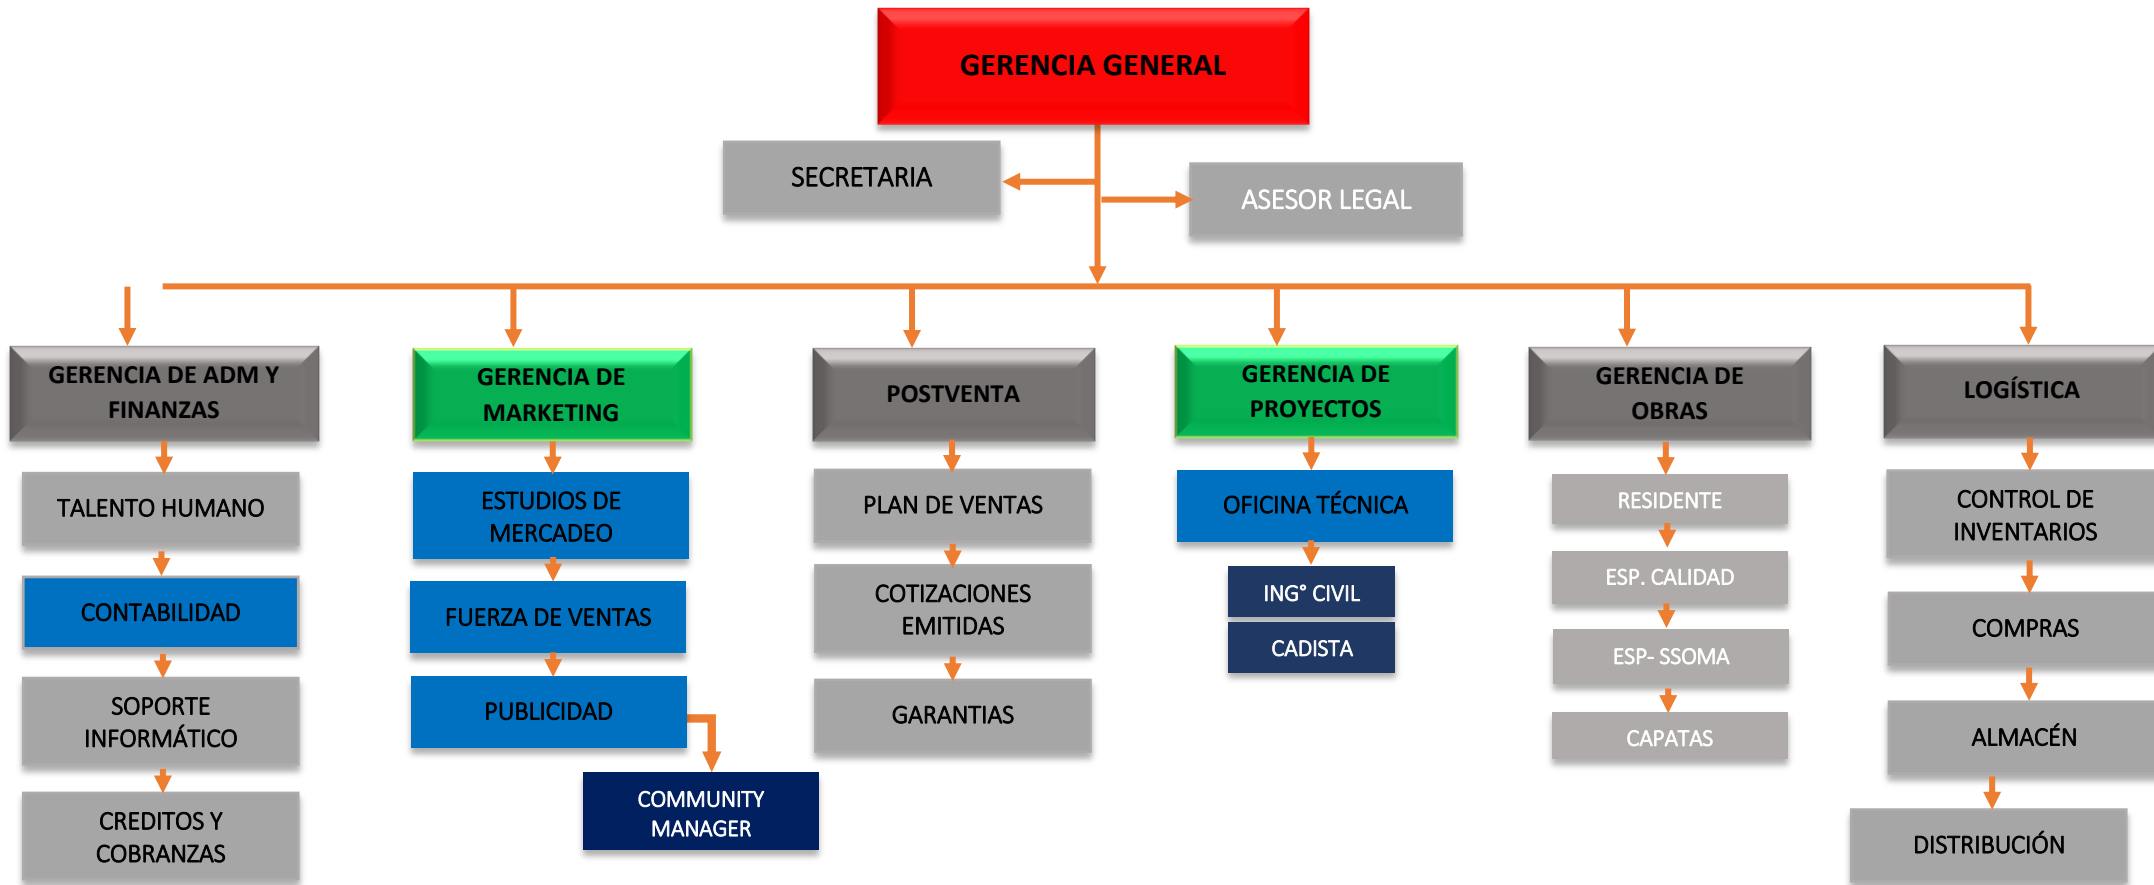 GERENCIA GENERAL
SECRETARIA
ASESOR LEGAL
GERENCIA DE ADM Y
FINANZAS
TALENTO HUMANO
CONTABILIDAD
SOPORTE
INFORMÁTICO
CREDITOS Y
COBRANZAS
GERENCIA DE
MARKETING
ESTUDIOS DE
MERCADEO
FUERZA DE VENTAS
PUBLICIDAD
COMMUNITY
MANAGER
POSTVENTA
PLAN DE VENTAS
COTIZACIONES
EMITIDAS
GARANTIAS
GERENCIA DE
PROYECTOS
OFICINA TÉCNICA
ING° CIVIL
CADISTA
GERENCIA DE
OBRAS
RESIDENTE
ESP. CALIDAD
ESP- SSOMA
CAPATAS
LOGÍSTICA
CONTROL DE
INVENTARIOS
COMPRAS
ALMACÉN
DISTRIBUCIÓN